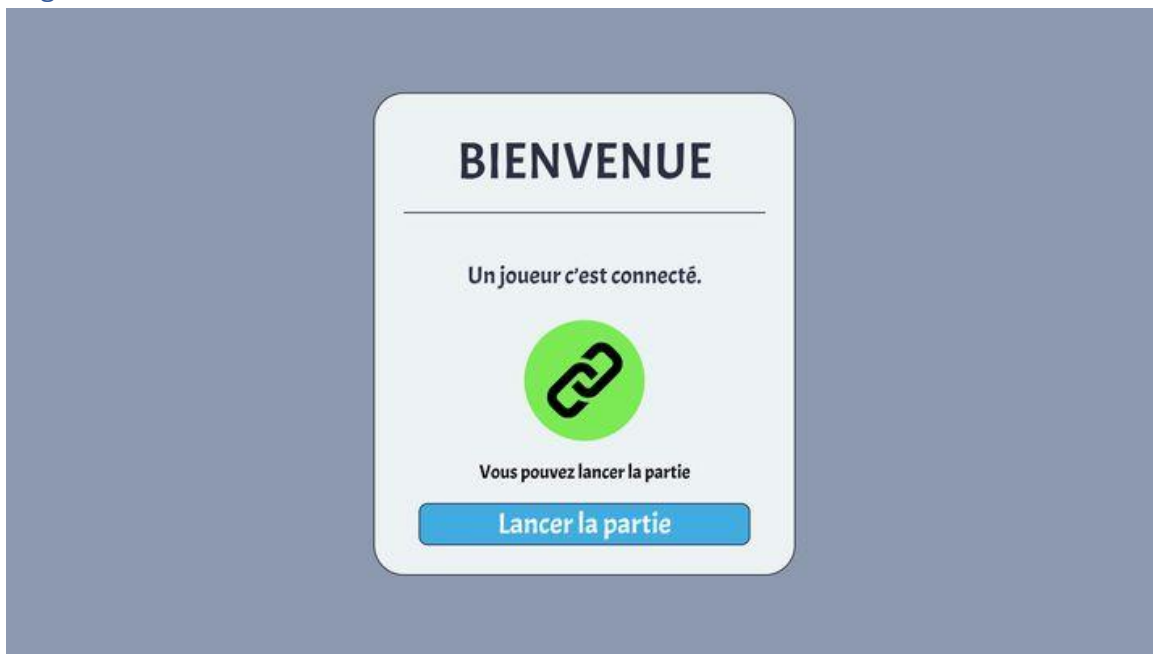 BIENVENUE
Un joueur c'est connecté.
Vous pouvez lancer la partie
Lancer la partie